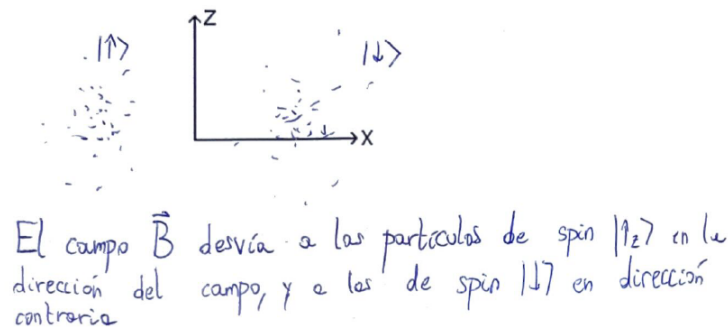 Z
|↑⟩
|↓⟩
X
El campo B⃗ desvía a las partículas de spin |↑z⟩ en la
dirección del campo, y a las de spin |↓⟩ en dirección
contraria